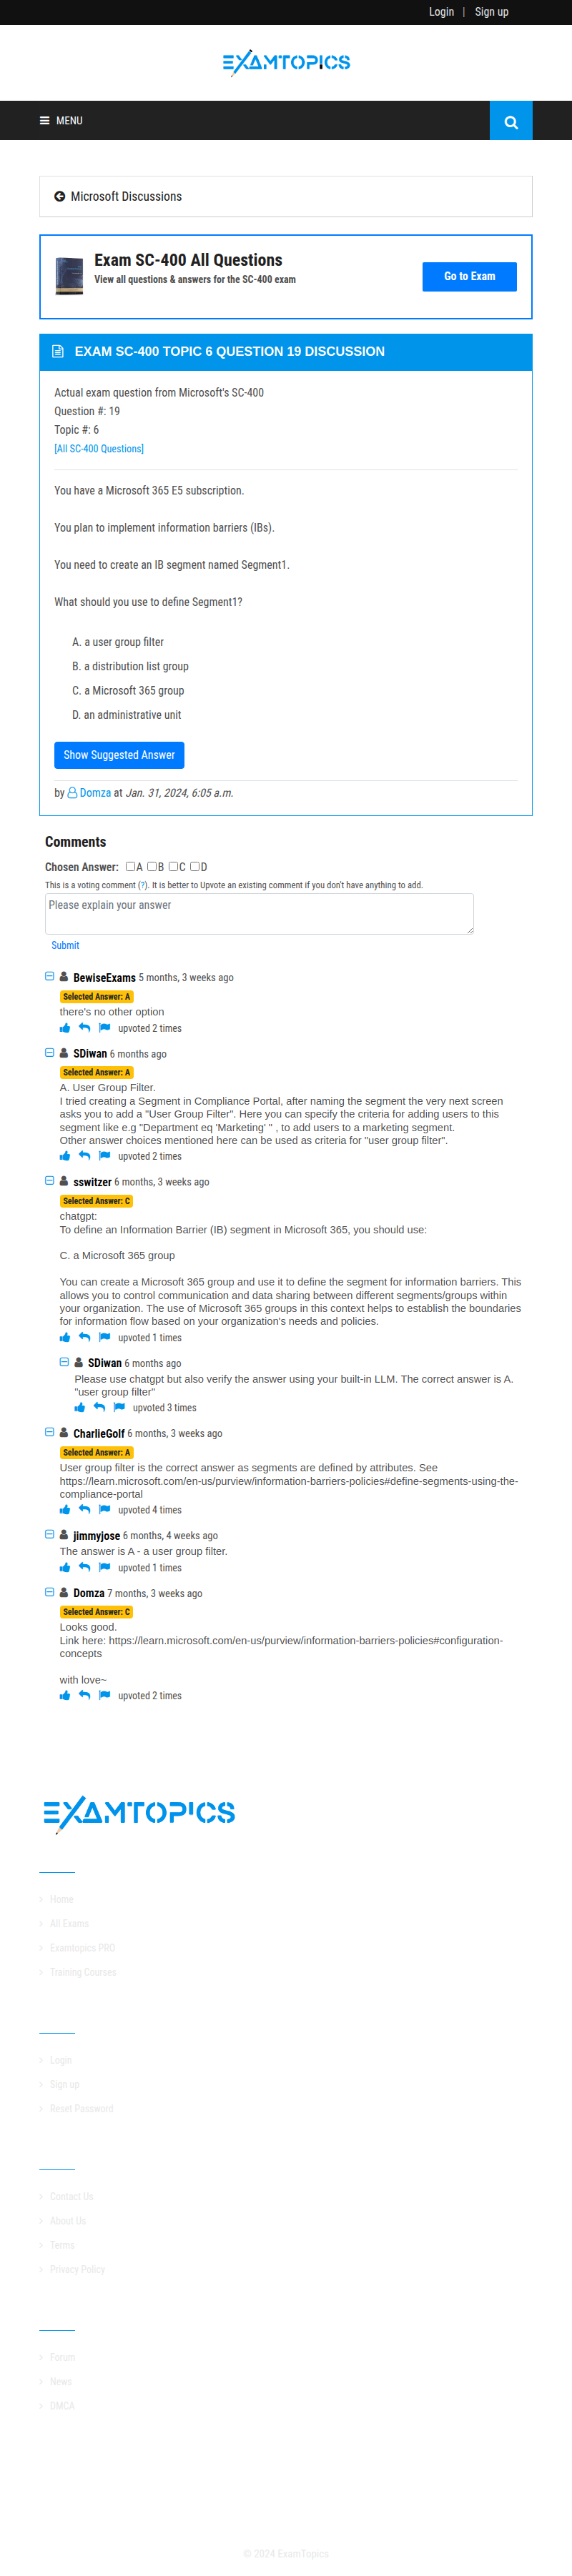 Login | Sign up
EXAMTOPICS
MENU
Microsoft Discussions
Exam SC-400 All Questions
View all questions & answers for the SC-400 exam
Go to Exam
EXAM SC-400 TOPIC 6 QUESTION 19 DISCUSSION
Actual exam question from Microsoft's SC-400
Question #: 19
Topic #: 6
[All SC-400 Questions]
You have a Microsoft 365 E5 subscription.
You plan to implement information barriers (IBs).
You need to create an IB segment named Segment1.
What should you use to define Segment1?
A. a user group filter
B. a distribution list group
C. a Microsoft 365 group
D. an administrative unit
Show Suggested Answer
by Domza at Jan. 31, 2024, 6:05 a.m.
Comments
Chosen Answer: A B C D
This is a voting comment (?). It is better to Upvote an existing comment if you don't have anything to add.
Please explain your answer
Submit
BewiseExams 5 months, 3 weeks ago
Selected Answer: A
there's no other option
upvoted 2 times
SDiwan 6 months ago
Selected Answer: A
A. User Group Filter.
I tried creating a Segment in Compliance Portal, after naming the segment the very next screen
asks you to add a "User Group Filter". Here you can specify the criteria for adding users to this
segment like e.g "Department eq 'Marketing' " , to add users to a marketing segment.
Other answer choices mentioned here can be used as criteria for "user group filter".
upvoted 2 times
sswitzer 6 months, 3 weeks ago
Selected Answer: C
chatgpt:
To define an Information Barrier (IB) segment in Microsoft 365, you should use:
C. a Microsoft 365 group
You can create a Microsoft 365 group and use it to define the segment for information barriers. This
allows you to control communication and data sharing between different segments/groups within
your organization. The use of Microsoft 365 groups in this context helps to establish the boundaries
for information flow based on your organization's needs and policies.
upvoted 1 times
SDiwan 6 months ago
Please use chatgpt but also verify the answer using your built-in LLM. The correct answer is A.
"user group filter"
upvoted 3 times
CharlieGolf 6 months, 3 weeks ago
Selected Answer: A
User group filter is the correct answer as segments are defined by attributes. See
https://learn.microsoft.com/en-us/purview/information-barriers-policies#define-segments-using-the-
compliance-portal
upvoted 4 times
jimmyjose 6 months, 4 weeks ago
The answer is A - a user group filter.
upvoted 1 times
Domza 7 months, 3 weeks ago
Selected Answer: C
Looks good.
Link here: https://learn.microsoft.com/en-us/purview/information-barriers-policies#configuration-
concepts
with love~
upvoted 2 times
EXAMTOPICS
Home
All Exams
Examtopics PRO
Training Courses
Login
Sign up
Reset Password
Contact Us
About Us
Terms
Privacy Policy
Forum
News
DMCA
© 2024 ExamTopics